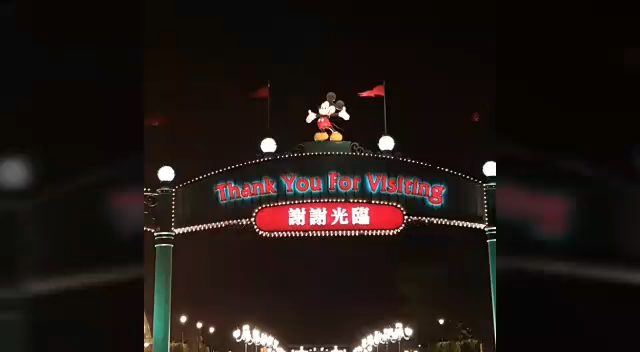 Thank You For Visiting
謝謝光臨